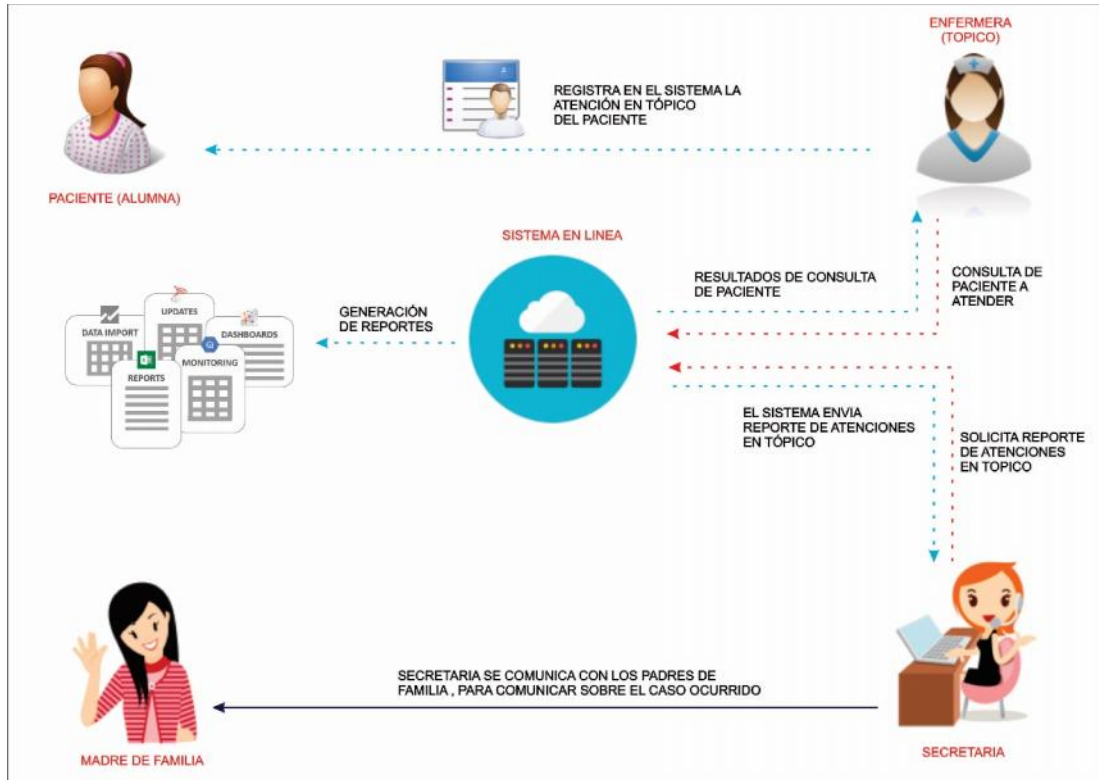 ENFERMERA
(TOPICO)
REGISTRA EN EL SISTEMA LA
ATENCIÓN EN TÓPICO
DEL PACIENTE
PACIENTE (ALUMNA)
SISTEMA EN LINEA
RESULTADOS DE CONSULTA
DE PACIENTE
CONSULTA DE
PACIENTE A
ATENDER
GENERACIÓN
DE REPORTES
UPDATES
DATA IMPORT
DASHBOARDS
MONITORING
REPORTS
EL SISTEMA ENVIA
REPORTE DE ATENCIONES
EN TÓPICO
SOLICITA REPORTE
DE ATENCIONES
EN TOPICO
SECRETARIA SE COMUNICA CON LOS PADRES DE
FAMILIA , PARA COMUNICAR SOBRE EL CASO OCURRIDO
MADRE DE FAMILIA
SECRETARIA